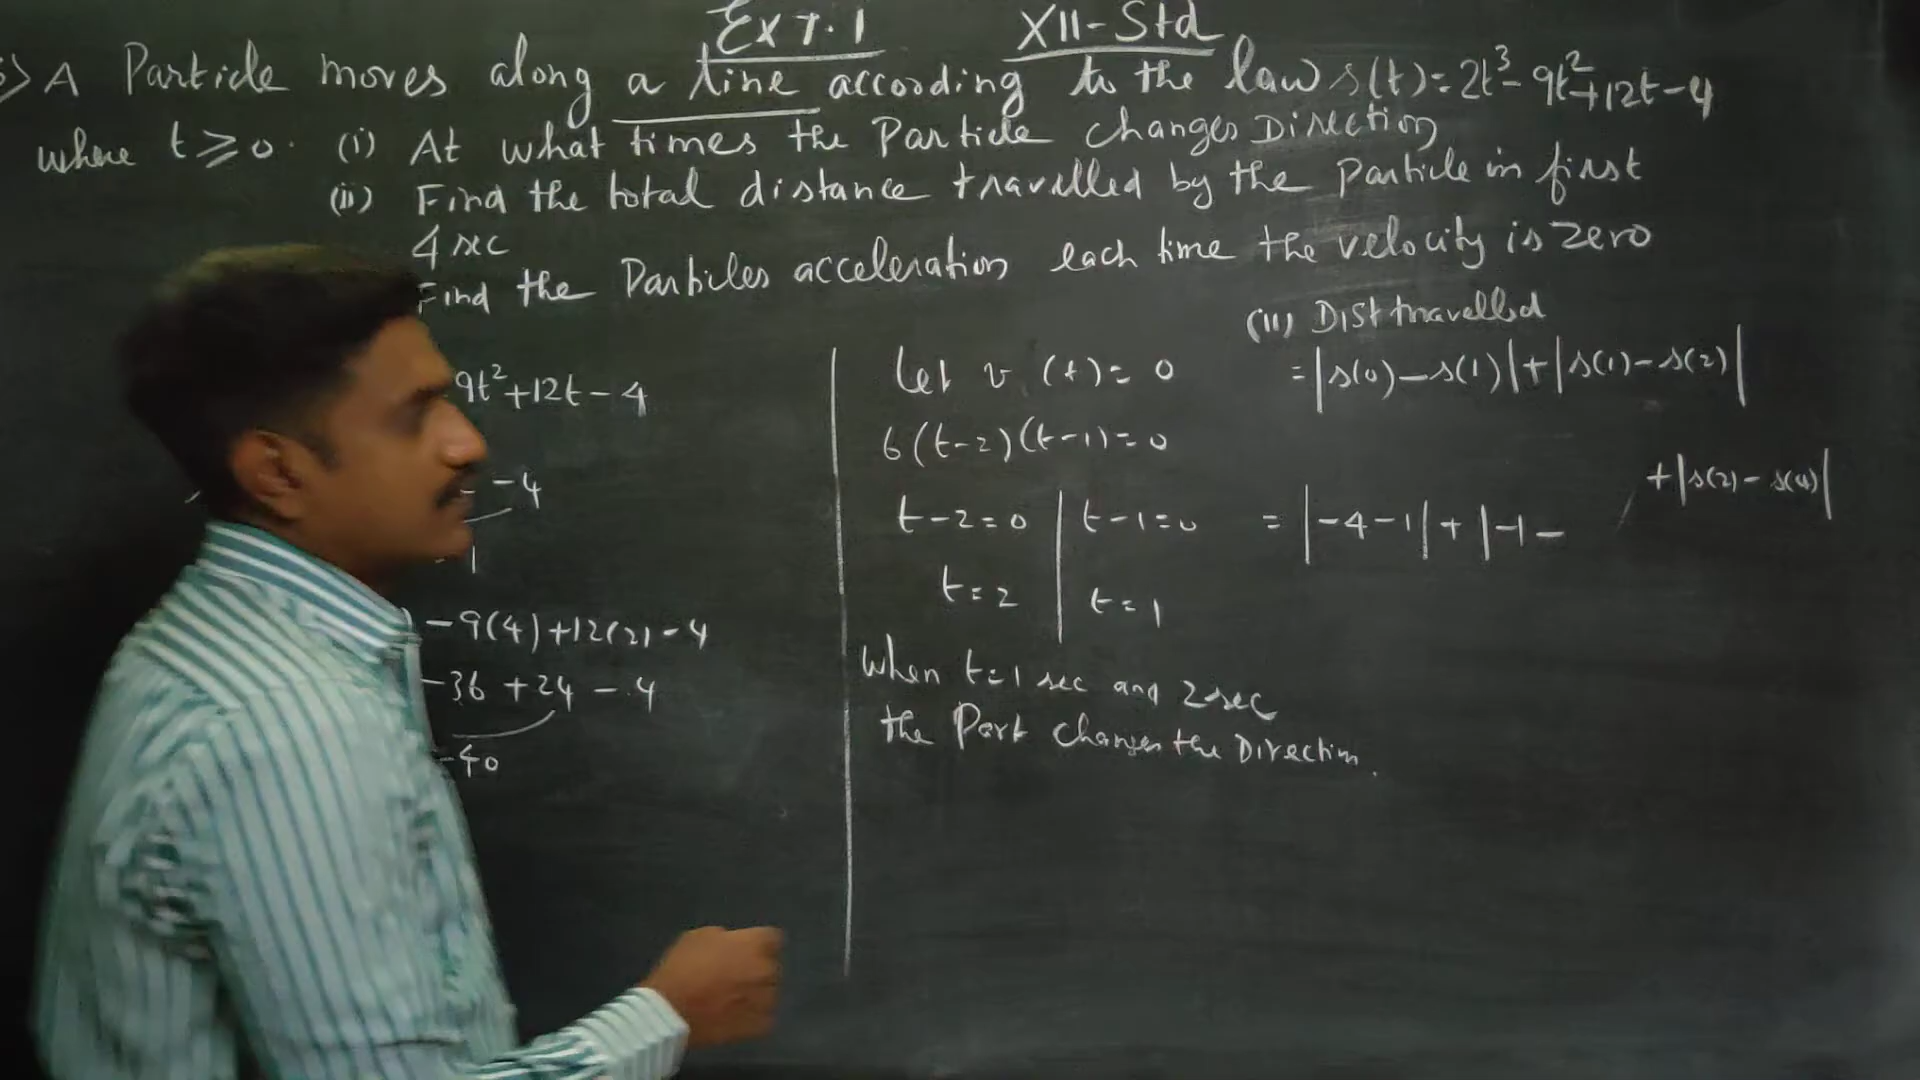 Ex 7.1 XII-Std
A Particle moves along a line according to the law s(t)=2t³-9t²+12t-4
where t≥0. (i) At what times the Particle changes Direction
(ii) Find the total distance travelled by the Particle in first
4 sec
Find the Particles acceleration each time the velocity is zero
9t²+12t-4
-4
1
-9(4)+12(2)-4
-36+24-4
-40
Let v(t)=0
6(t-2)(t-1)=0
t-2=0 | t-1=0
t=2 | t=1
When t=1 sec and 2 sec
the Part changes the Direction.
(ii) Dist travelled
=|s(0)-s(1)|+|s(1)-s(2)|
+|s(2)-s(4)|
=|-4-1|+|-1-